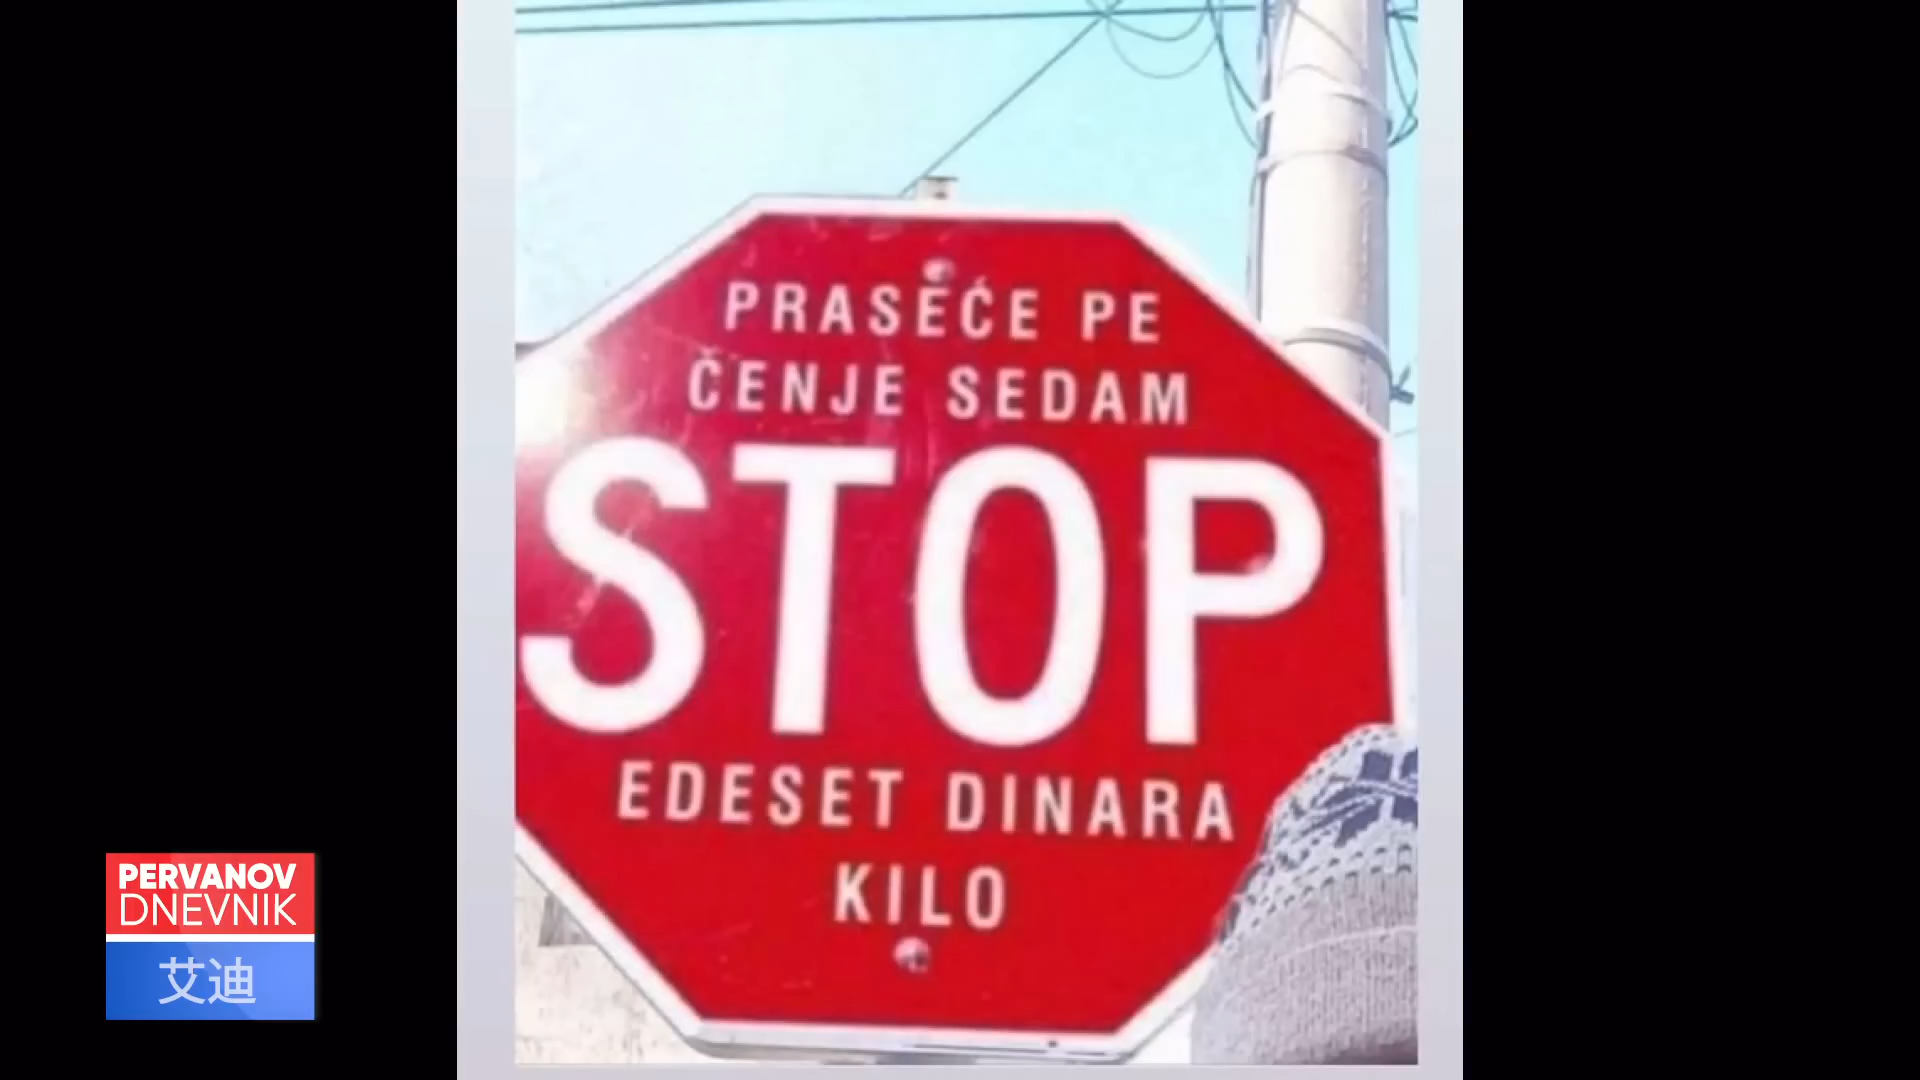 PRASEĆE PE
ČENJE SEDAM
STOP
EDESET DINARA
KILO
PERVANOV
DNEVNIK
艾迪